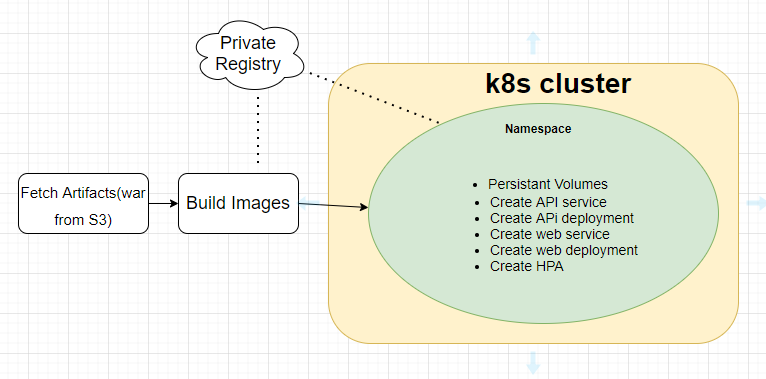 Private
Registry
k8s cluster
Namespace
Fetch Artifacts(war
from S3)
Build Images
• Persistant Volumes
• Create API service
• Create APi deployment
• Create web service
• Create web deployment
• Create HPA